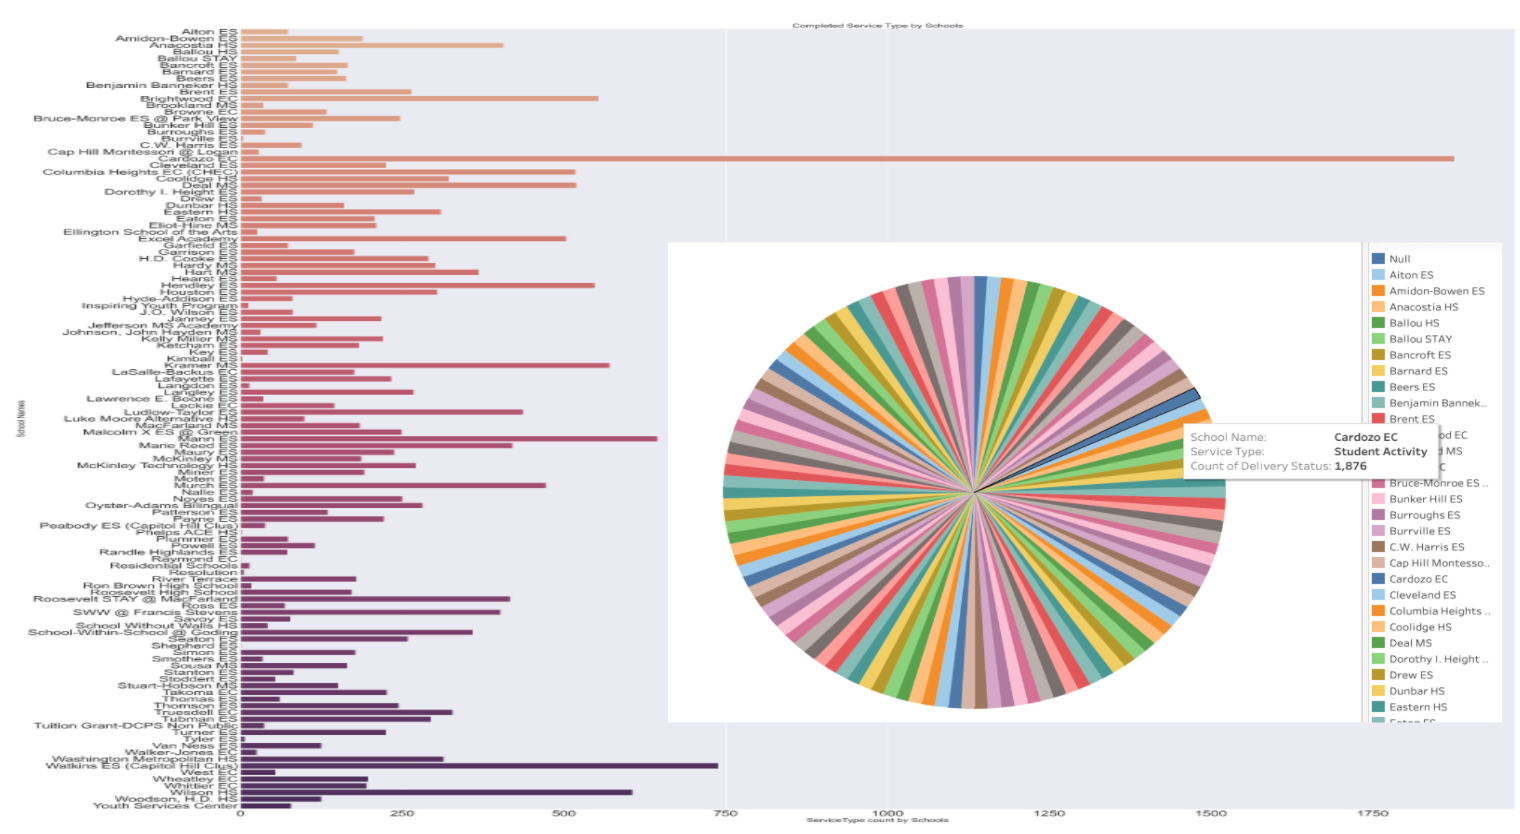 Completed Service Type by Schools
Aiton ES
Amidon-Bowen ES
Anacostia HS
Ballou HS
Ballou STAY
Bancroft ES
Barnard ES
Beers ES
Benjamin Banneker HS
Brent ES
Brightwood EC
Brookland MS
Browne EC
Bruce-Monroe ES @ Park View
Bunker Hill ES
Burroughs ES
Burrville ES
C.W. Harris ES
Cap Hill Montessori @ Logan
Cardozo EC
Cleveland ES
Columbia Heights EC (CHEC)
Coolidge HS
Deal MS
Dorothy I. Height ES
Drew ES
Dunbar HS
Eastern HS
Eaton ES
Eliot-Hine MS
Ellington School of the Arts
Excel Academy
Garfield ES
Garrison ES
H.D. Cooke ES
Hardy MS
Hart MS
Hearst ES
Hendley ES
Houston ES
Hyde-Addison ES
Inspiring Youth Program
J.O. Wilson ES
Janney ES
Jefferson MS Academy
Johnson, John Hayden MS
Kelly Miller MS
Ketcham ES
Key ES
Kimball ES
Kramer MS
LaSalle-Backus EC
Lafayette ES
Langdon ES
Langley ES
Lawrence E. Boone ES
Leckie EC
Ludlow-Taylor ES
Luke Moore Alternative HS
MacFarland MS
Malcolm X ES @ Green
Mann ES
Marie Reed ES
Maury ES
McKinley MS
McKinley Technology HS
Miner ES
Moten ES
Murch ES
Nalle ES
Noyes ES
Oyster-Adams Bilingual
Patterson ES
Payne ES
Peabody ES (Capitol Hill Clus)
Phelps ACE HS
Plummer ES
Powell ES
Randle Highlands ES
Raymond EC
Residential Schools
Resolution
River Terrace
Ron Brown High School
Roosevelt High School
Roosevelt STAY @ MacFarland
Ross ES
SWW @ Francis Stevens
Savoy ES
School Without Walls HS
School-Within-School @ Goding
Seaton ES
Shepherd ES
Simon ES
Smothers ES
Sousa MS
Stanton ES
Stoddert ES
Stuart-Hobson MS
Takoma EC
Thomas ES
Thomson ES
Truesdell EC
Tubman ES
Tuition Grant-DCPS Non Public
Turner ES
Tyler ES
Van Ness ES
Walker-Jones EC
Washington Metropolitan HS
Watkins ES (Capitol Hill Clus)
West EC
Wheatley EC
Whittier EC
Wilson HS
Woodson, H.D. HS
Youth Services Center
School Names
0 250 500 750 1000 1250 1500 1750
ServiceType count by Schools
Null
Aiton ES
Amidon-Bowen ES
Anacostia HS
Ballou HS
Ballou STAY
Bancroft ES
Barnard ES
Beers ES
Benjamin Bannek..
Brent ES
od EC
d MS
C
Bruce-Monroe ES ..
Bunker Hill ES
Burroughs ES
Burrville ES
C.W. Harris ES
Cap Hill Montesso..
Cardozo EC
Cleveland ES
Columbia Heights ..
Coolidge HS
Deal MS
Dorothy I. Height ..
Drew ES
Dunbar HS
Eastern HS
Eaton ES
School Name: Cardozo EC
Service Type: Student Activity
Count of Delivery Status: 1,876